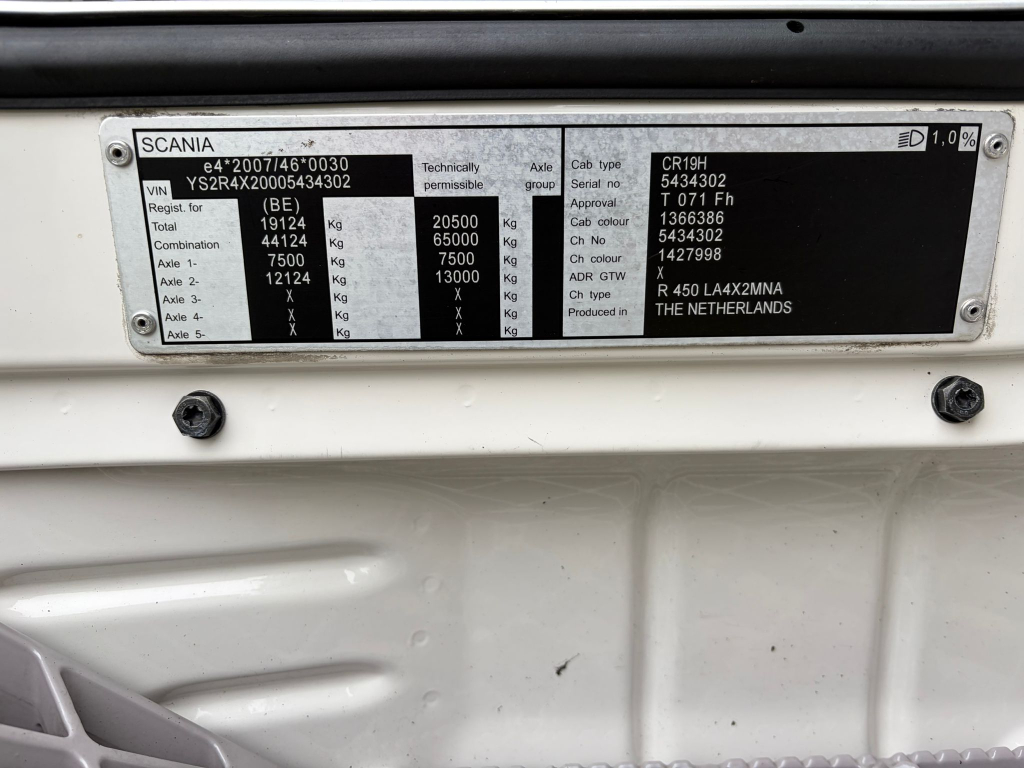 SCANIA
1,0%
e4*2007/46*0030
VIN YS2R4X20005434302
Technically permissible
Axle group
Regist. for (BE)
Total 19124 Kg 20500 Kg
Combination 44124 Kg 65000 Kg
Axle 1- 7500 Kg 7500 Kg
Axle 2- 12124 Kg 13000 Kg
Axle 3- X Kg X Kg
Axle 4- X Kg X Kg
Axle 5- X Kg X Kg
Cab type CR19H
Serial no 5434302
Approval T 071 Fh
Cab colour 1366386
Ch No 5434302
Ch colour 1427998
ADR GTW X
Ch type R 450 LA4X2MNA
Produced in THE NETHERLANDS